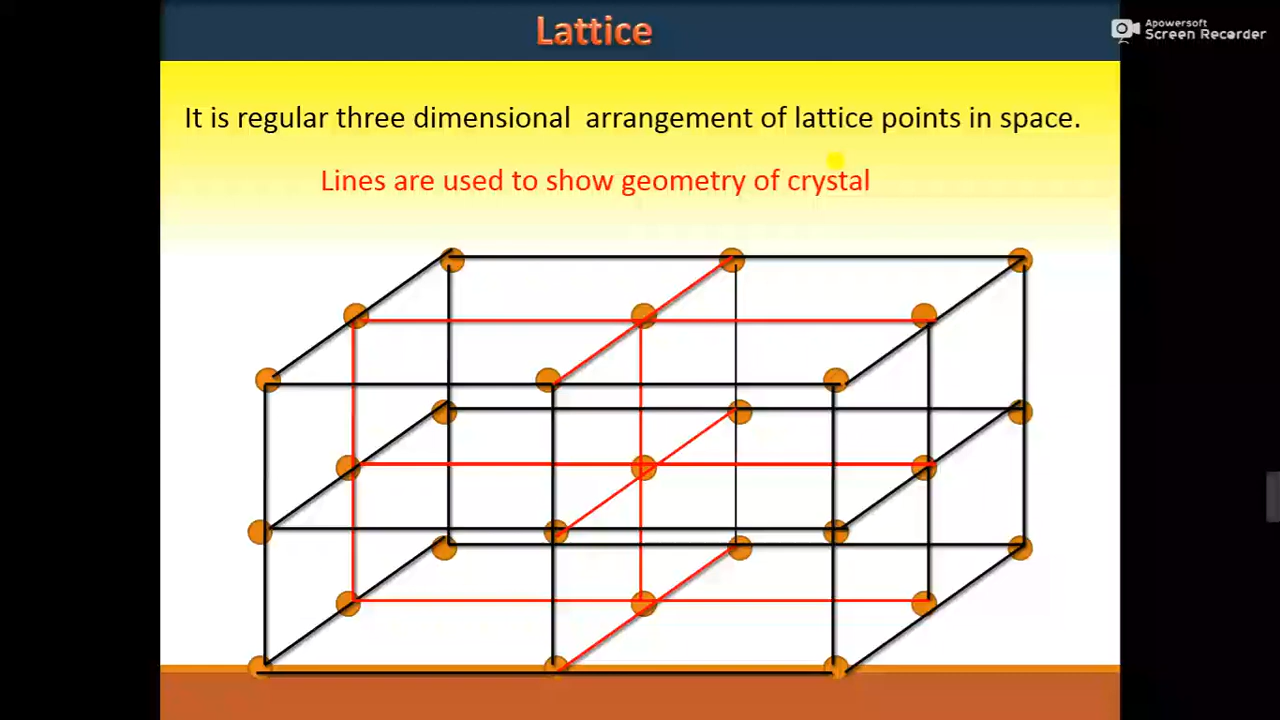 Lattice
Apowersoft
Screen Recorder
It is regular three dimensional  arrangement of lattice points in space.
Lines are used to show geometry of crystal